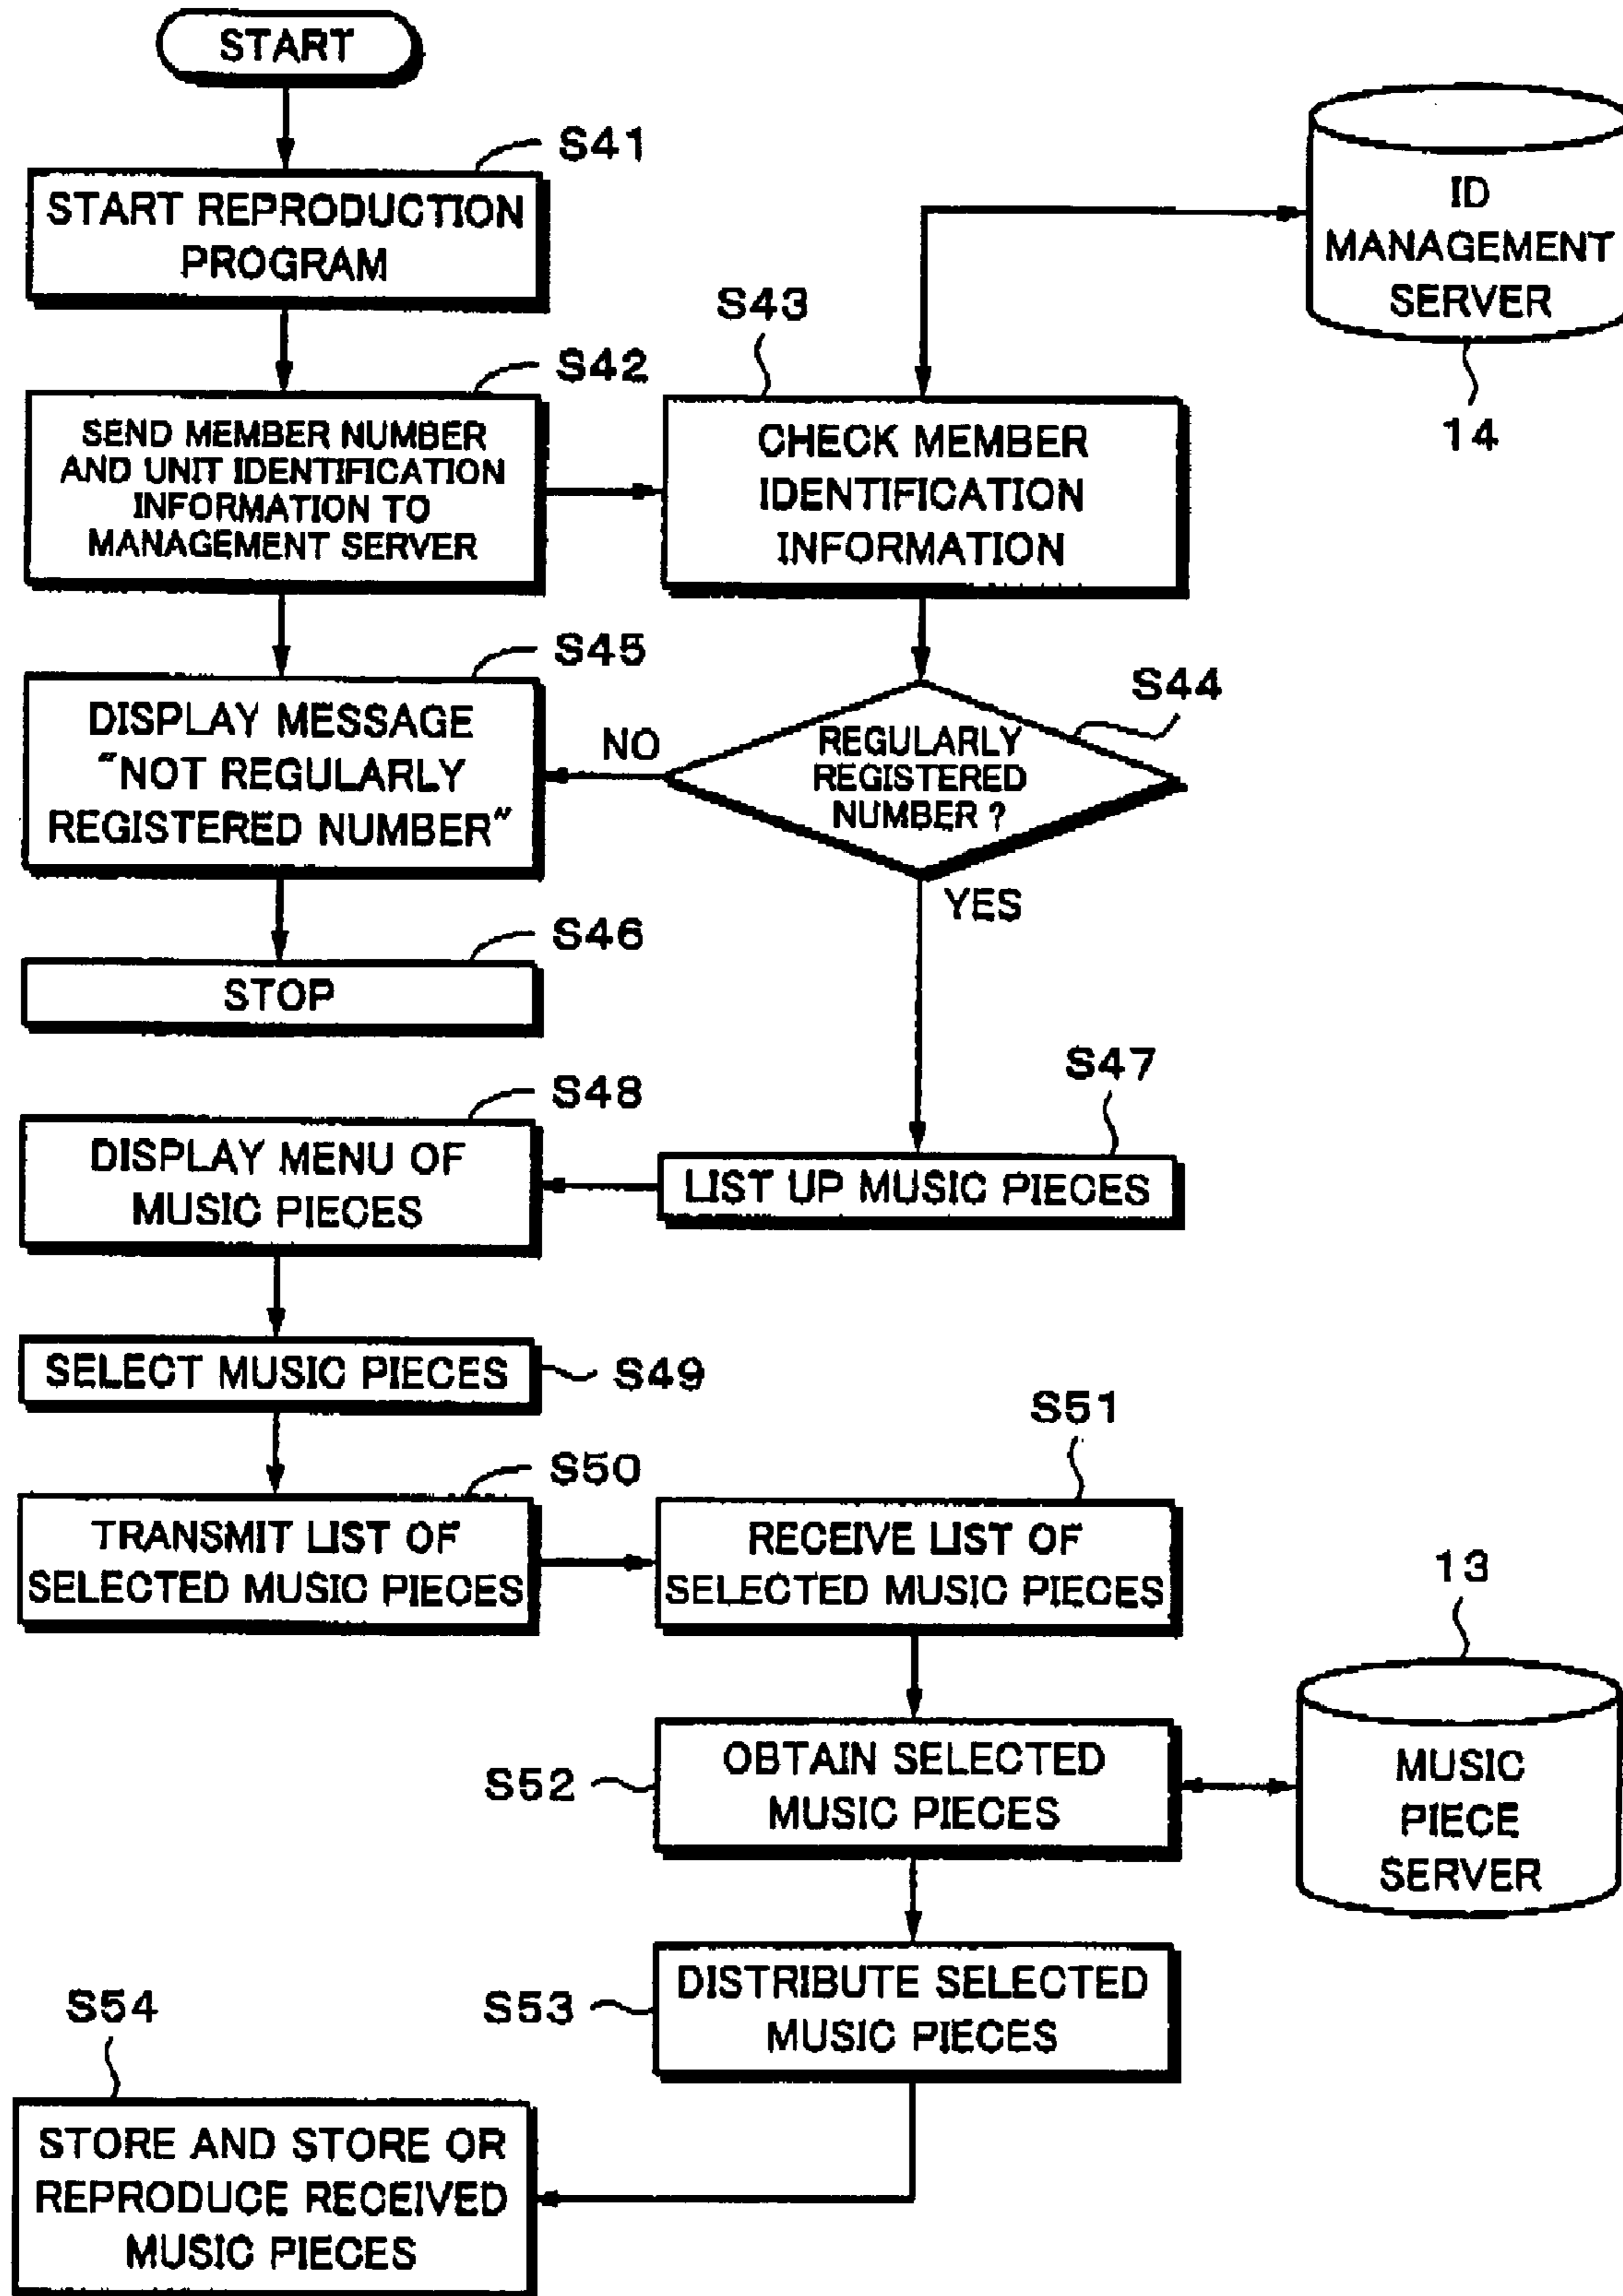 START
S41
START REPRODUCTION
PROGRAM
ID
MANAGEMENT
SERVER
14
S42
SEND MEMBER NUMBER
AND UNIT IDENTIFICATION
INFORMATION TO
MANAGEMENT SERVER
S43
CHECK MEMBER
IDENTIFICATION
INFORMATION
S45
DISPLAY MESSAGE
"NOT REGULARLY
REGISTERED NUMBER"
NO
S44
REGULARLY
REGISTERED
NUMBER ?
YES
S46
STOP
S47
LIST UP MUSIC PIECES
S48
DISPLAY MENU OF
MUSIC PIECES
SELECT MUSIC PIECES
S49
S50
TRANSMIT LIST OF
SELECTED MUSIC PIECES
S51
RECEIVE LIST OF
SELECTED MUSIC PIECES
S52
OBTAIN SELECTED
MUSIC PIECES
13
MUSIC
PIECE
SERVER
S53
DISTRIBUTE SELECTED
MUSIC PIECES
S54
STORE AND STORE OR
REPRODUCE RECEIVED
MUSIC PIECES